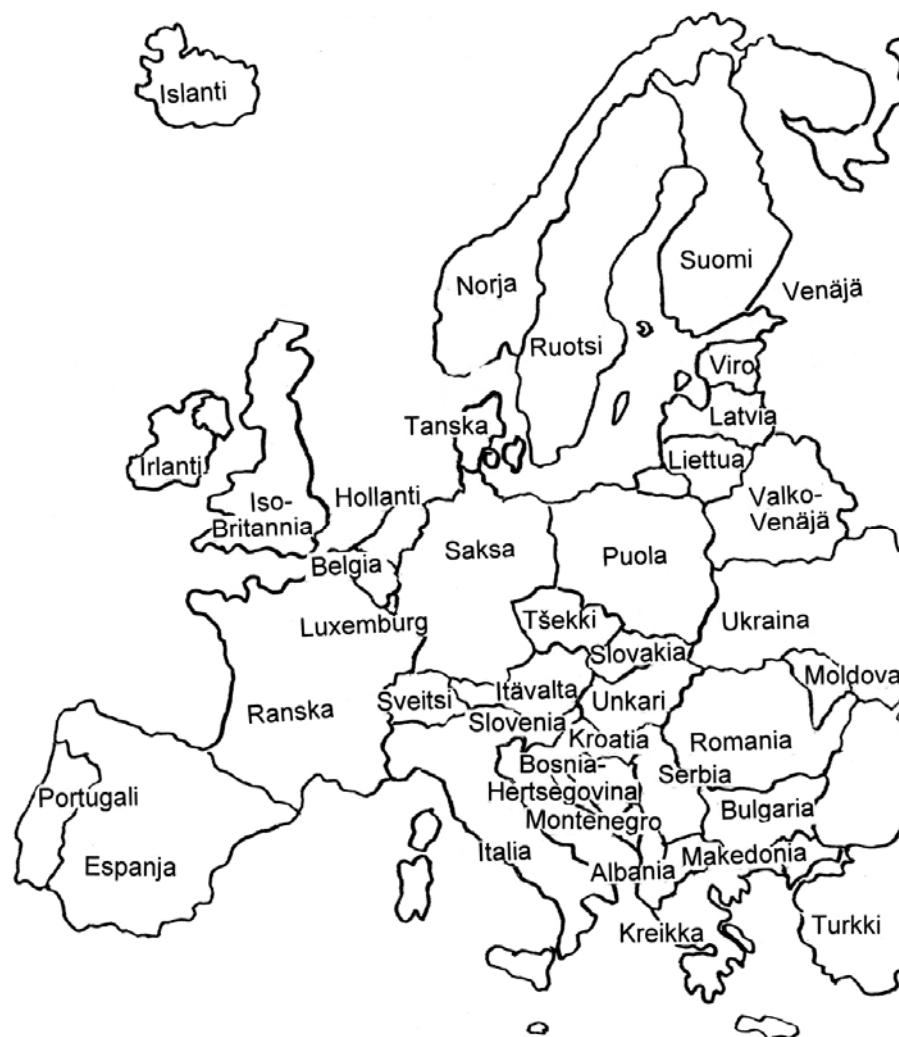 Islanti
Suomi
Norja
Venäjä
Ruotsi
Viro
Latvia
Tanska
Liettua
Irlanti
Hollanti
Iso-
Britannia
Valko-
Venäjä
Saksa
Puola
Belgia
Tšekki
Ukraina
Luxemburg
Slovakia
Moldova
Sveitsi
Itävalta
Unkari
Ranska
Slovenia
Kroatia
Romania
Bosnia-
Hertsegovina
Serbia
Portugali
Bulgaria
Montenegro
Italia
Makedonia
Espanja
Albania
Kreikka
Turkki